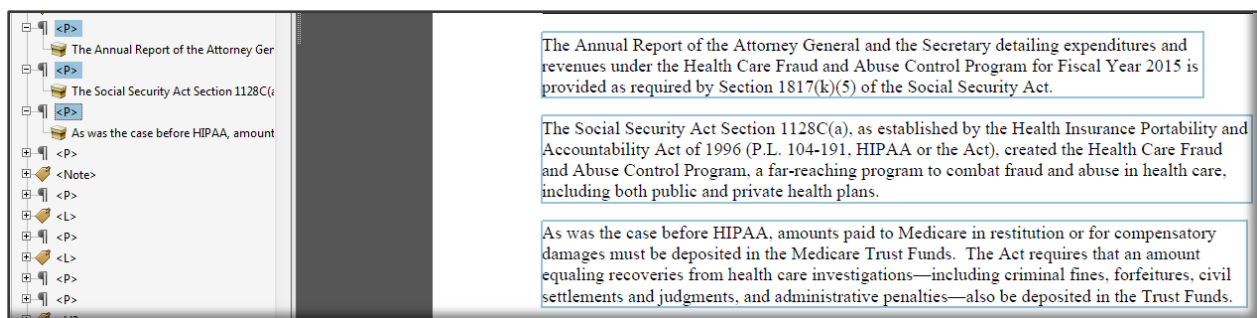 <P>
The Annual Report of the Attorney Ger
<P>
The Social Security Act Section 1128C(a
<P>
As was the case before HIPAA, amount
<P>
<Note>
<P>
<L>
<P>
<L>
<P>
<P>
The Annual Report of the Attorney General and the Secretary detailing expenditures and
revenues under the Health Care Fraud and Abuse Control Program for Fiscal Year 2015 is
provided as required by Section 1817(k)(5) of the Social Security Act.
The Social Security Act Section 1128C(a), as established by the Health Insurance Portability and
Accountability Act of 1996 (P.L. 104-191, HIPAA or the Act), created the Health Care Fraud
and Abuse Control Program, a far-reaching program to combat fraud and abuse in health care,
including both public and private health plans.
As was the case before HIPAA, amounts paid to Medicare in restitution or for compensatory
damages must be deposited in the Medicare Trust Funds.  The Act requires that an amount
equaling recoveries from health care investigations—including criminal fines, forfeitures, civil
settlements and judgments, and administrative penalties—also be deposited in the Trust Funds.